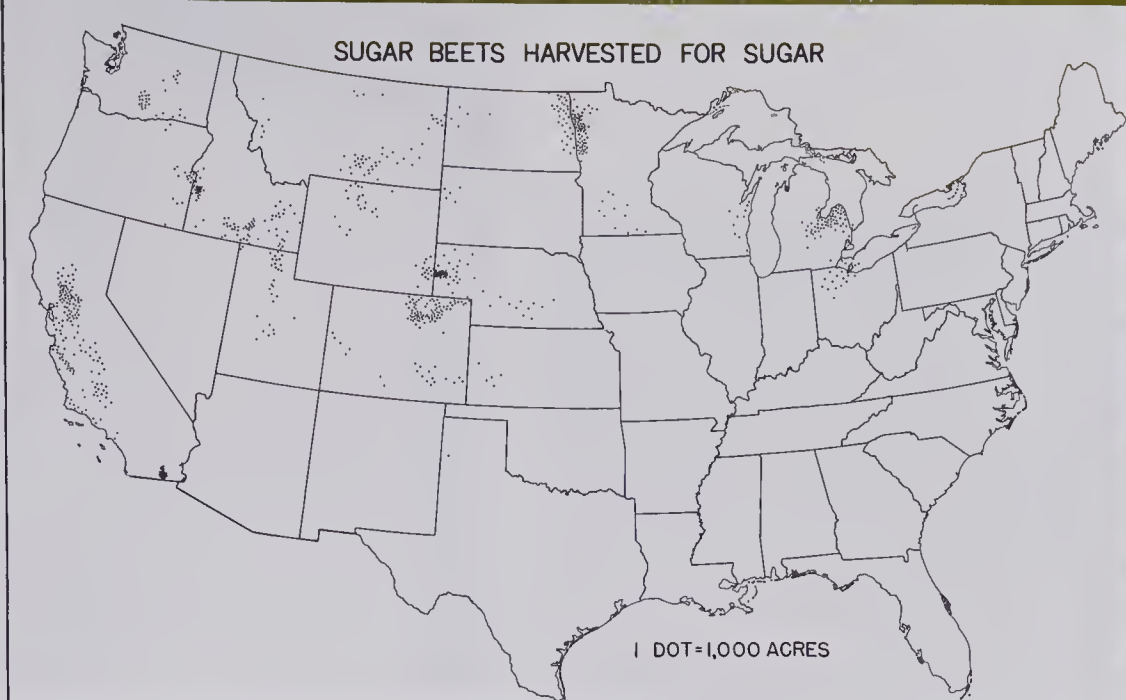 SUGAR BEETS HARVESTED FOR SUGAR
1 DOT=1,000 ACRES